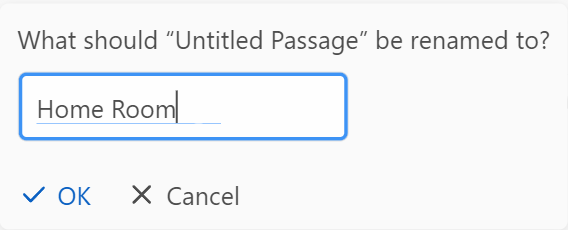 What should “Untitled Passage” be renamed to?
Home Room
OK Cancel